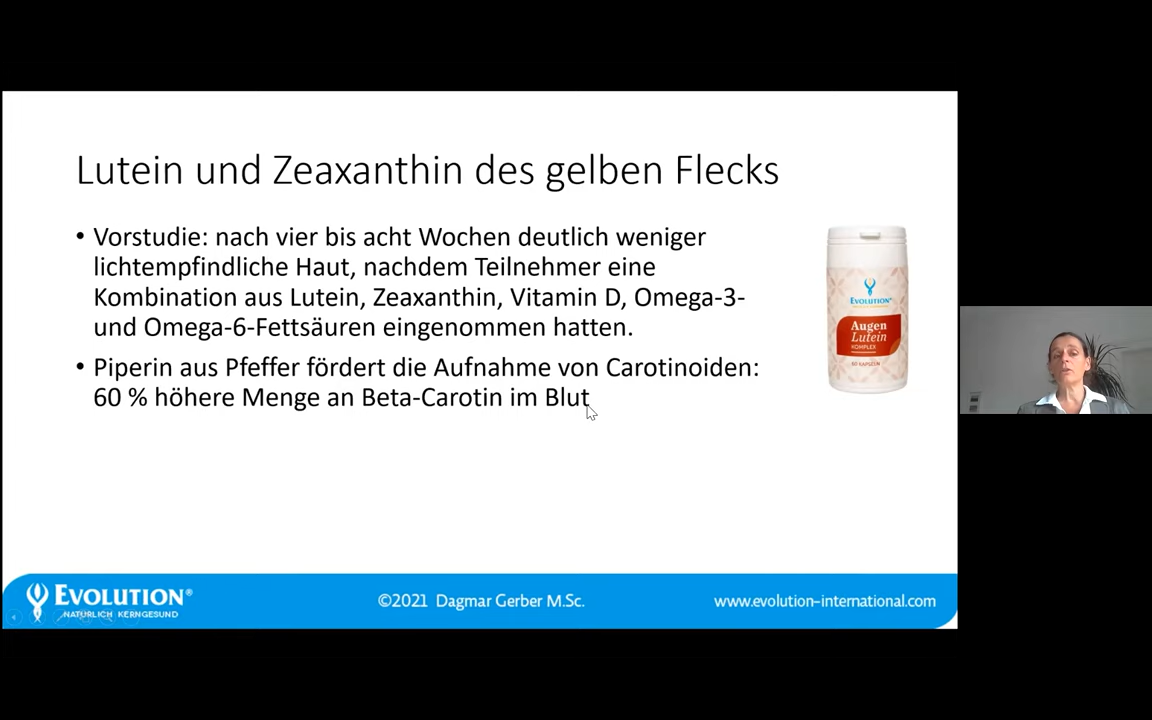 Lutein und Zeaxanthin des gelben Flecks
• Vorstudie: nach vier bis acht Wochen deutlich weniger
lichtempfindliche Haut, nachdem Teilnehmer eine
Kombination aus Lutein, Zeaxanthin, Vitamin D, Omega-3-
und Omega-6-Fettsäuren eingenommen hatten.
• Piperin aus Pfeffer fördert die Aufnahme von Carotinoiden:
60 % höhere Menge an Beta-Carotin im Blut
EVOLUTION®
Augen
Lutein
KOMPLEX
60 KAPSELN
EVOLUTION®
NATÜRLICH KERNGESUND
©2021 Dagmar Gerber M.Sc.
www.evolution-international.com